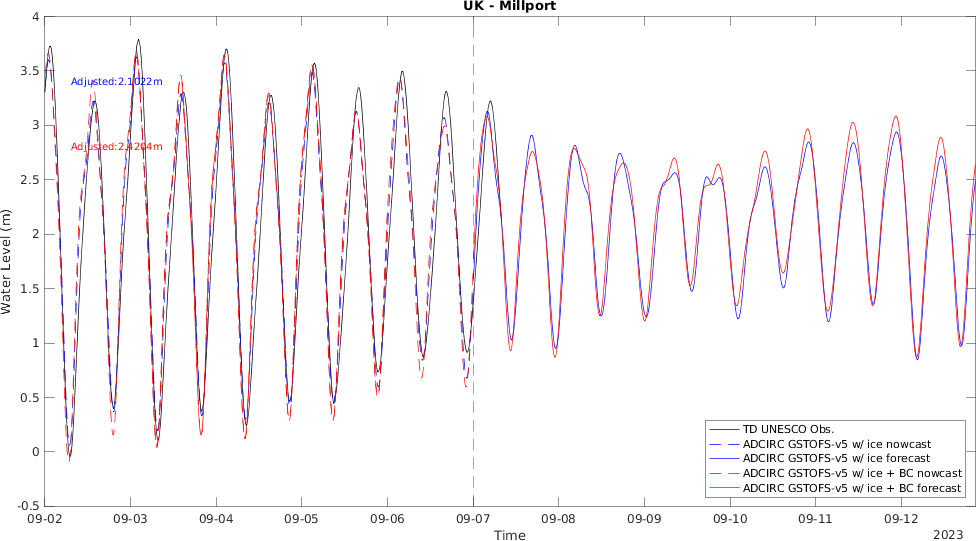 UK - Millport
4
3.5
3
2.5
2
1.5
1
0.5
0
-0.5
Water Level (m)
Adjusted:2.1022m
Adjusted:2.4204m
TD UNESCO Obs.
ADCIRC GSTOFS-v5 w/ ice nowcast
ADCIRC GSTOFS-v5 w/ ice forecast
ADCIRC GSTOFS-v5 w/ ice + BC nowcast
ADCIRC GSTOFS-v5 w/ ice + BC forecast
09-02 09-03 09-04 09-05 09-06 09-07 09-08 09-09 09-10 09-11 09-12
Time
2023